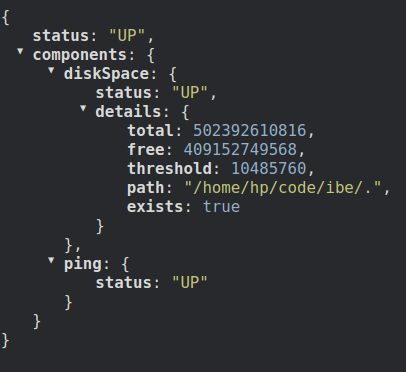 {
status: "UP",
▼ components: {
▼ diskSpace: {
status: "UP",
▼ details: {
total: 502392610816,
free: 409152749568,
threshold: 10485760,
path: "/home/hp/code/ibe/.",
exists: true
}
},
▼ ping: {
status: "UP"
}
}
}